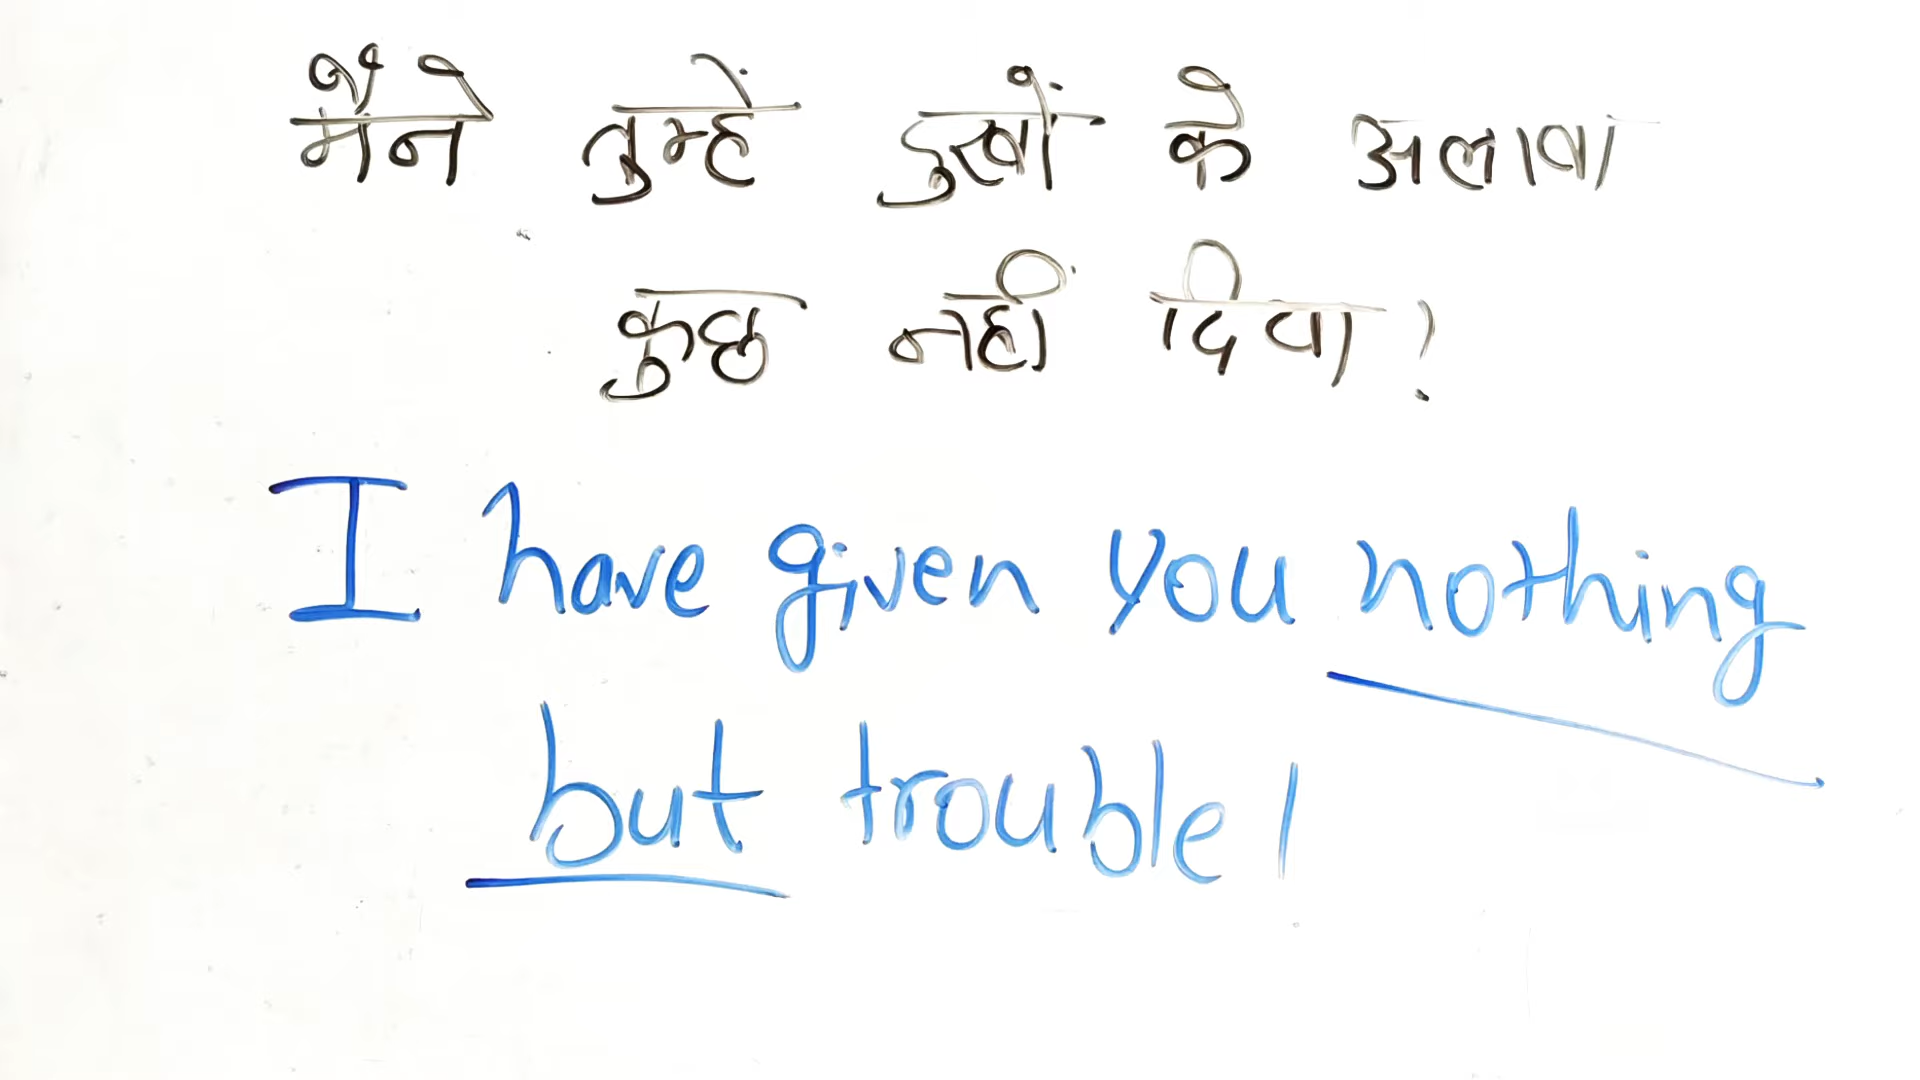 मैंने तुम्हें दुखों के अलावा
कुछ नहीं दिया !
I have given you nothing
but trouble।